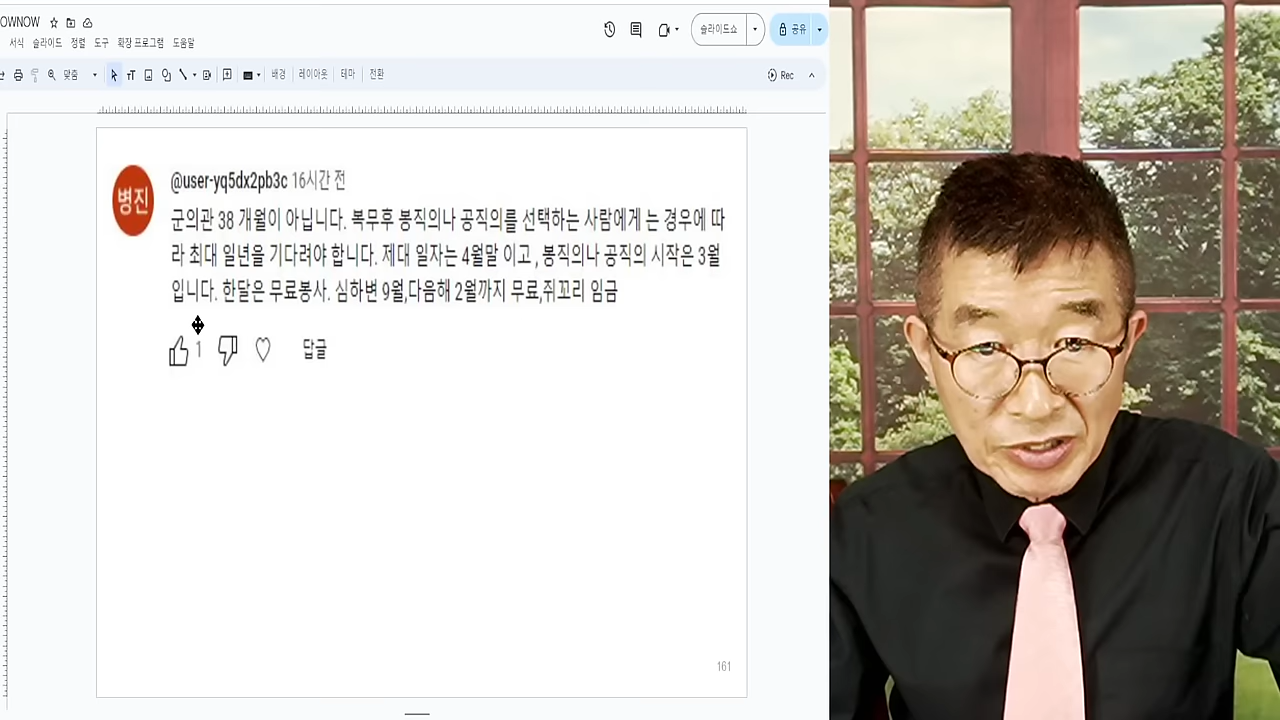 OWNOW
서식 슬라이드 정렬 도구 확장 프로그램 도움말
슬라이드쇼
공유
맞춤
배경 레이아웃 테마 전환
Rec
병진
@user-yq5dx2pb3c 16시간 전
군의관 38 개월이 아닙니다. 복무후 봉직의나 공직의를 선택하는 사람에게 는 경우에 따
라 최대 일년을 기다려야 합니다. 제대 일자는 4월말 이고 , 봉직의나 공직의 시작은 3월
입니다. 한달은 무료봉사. 심하변 9월,다음해 2월까지 무료,쥐꼬리 임금
1
답글
161